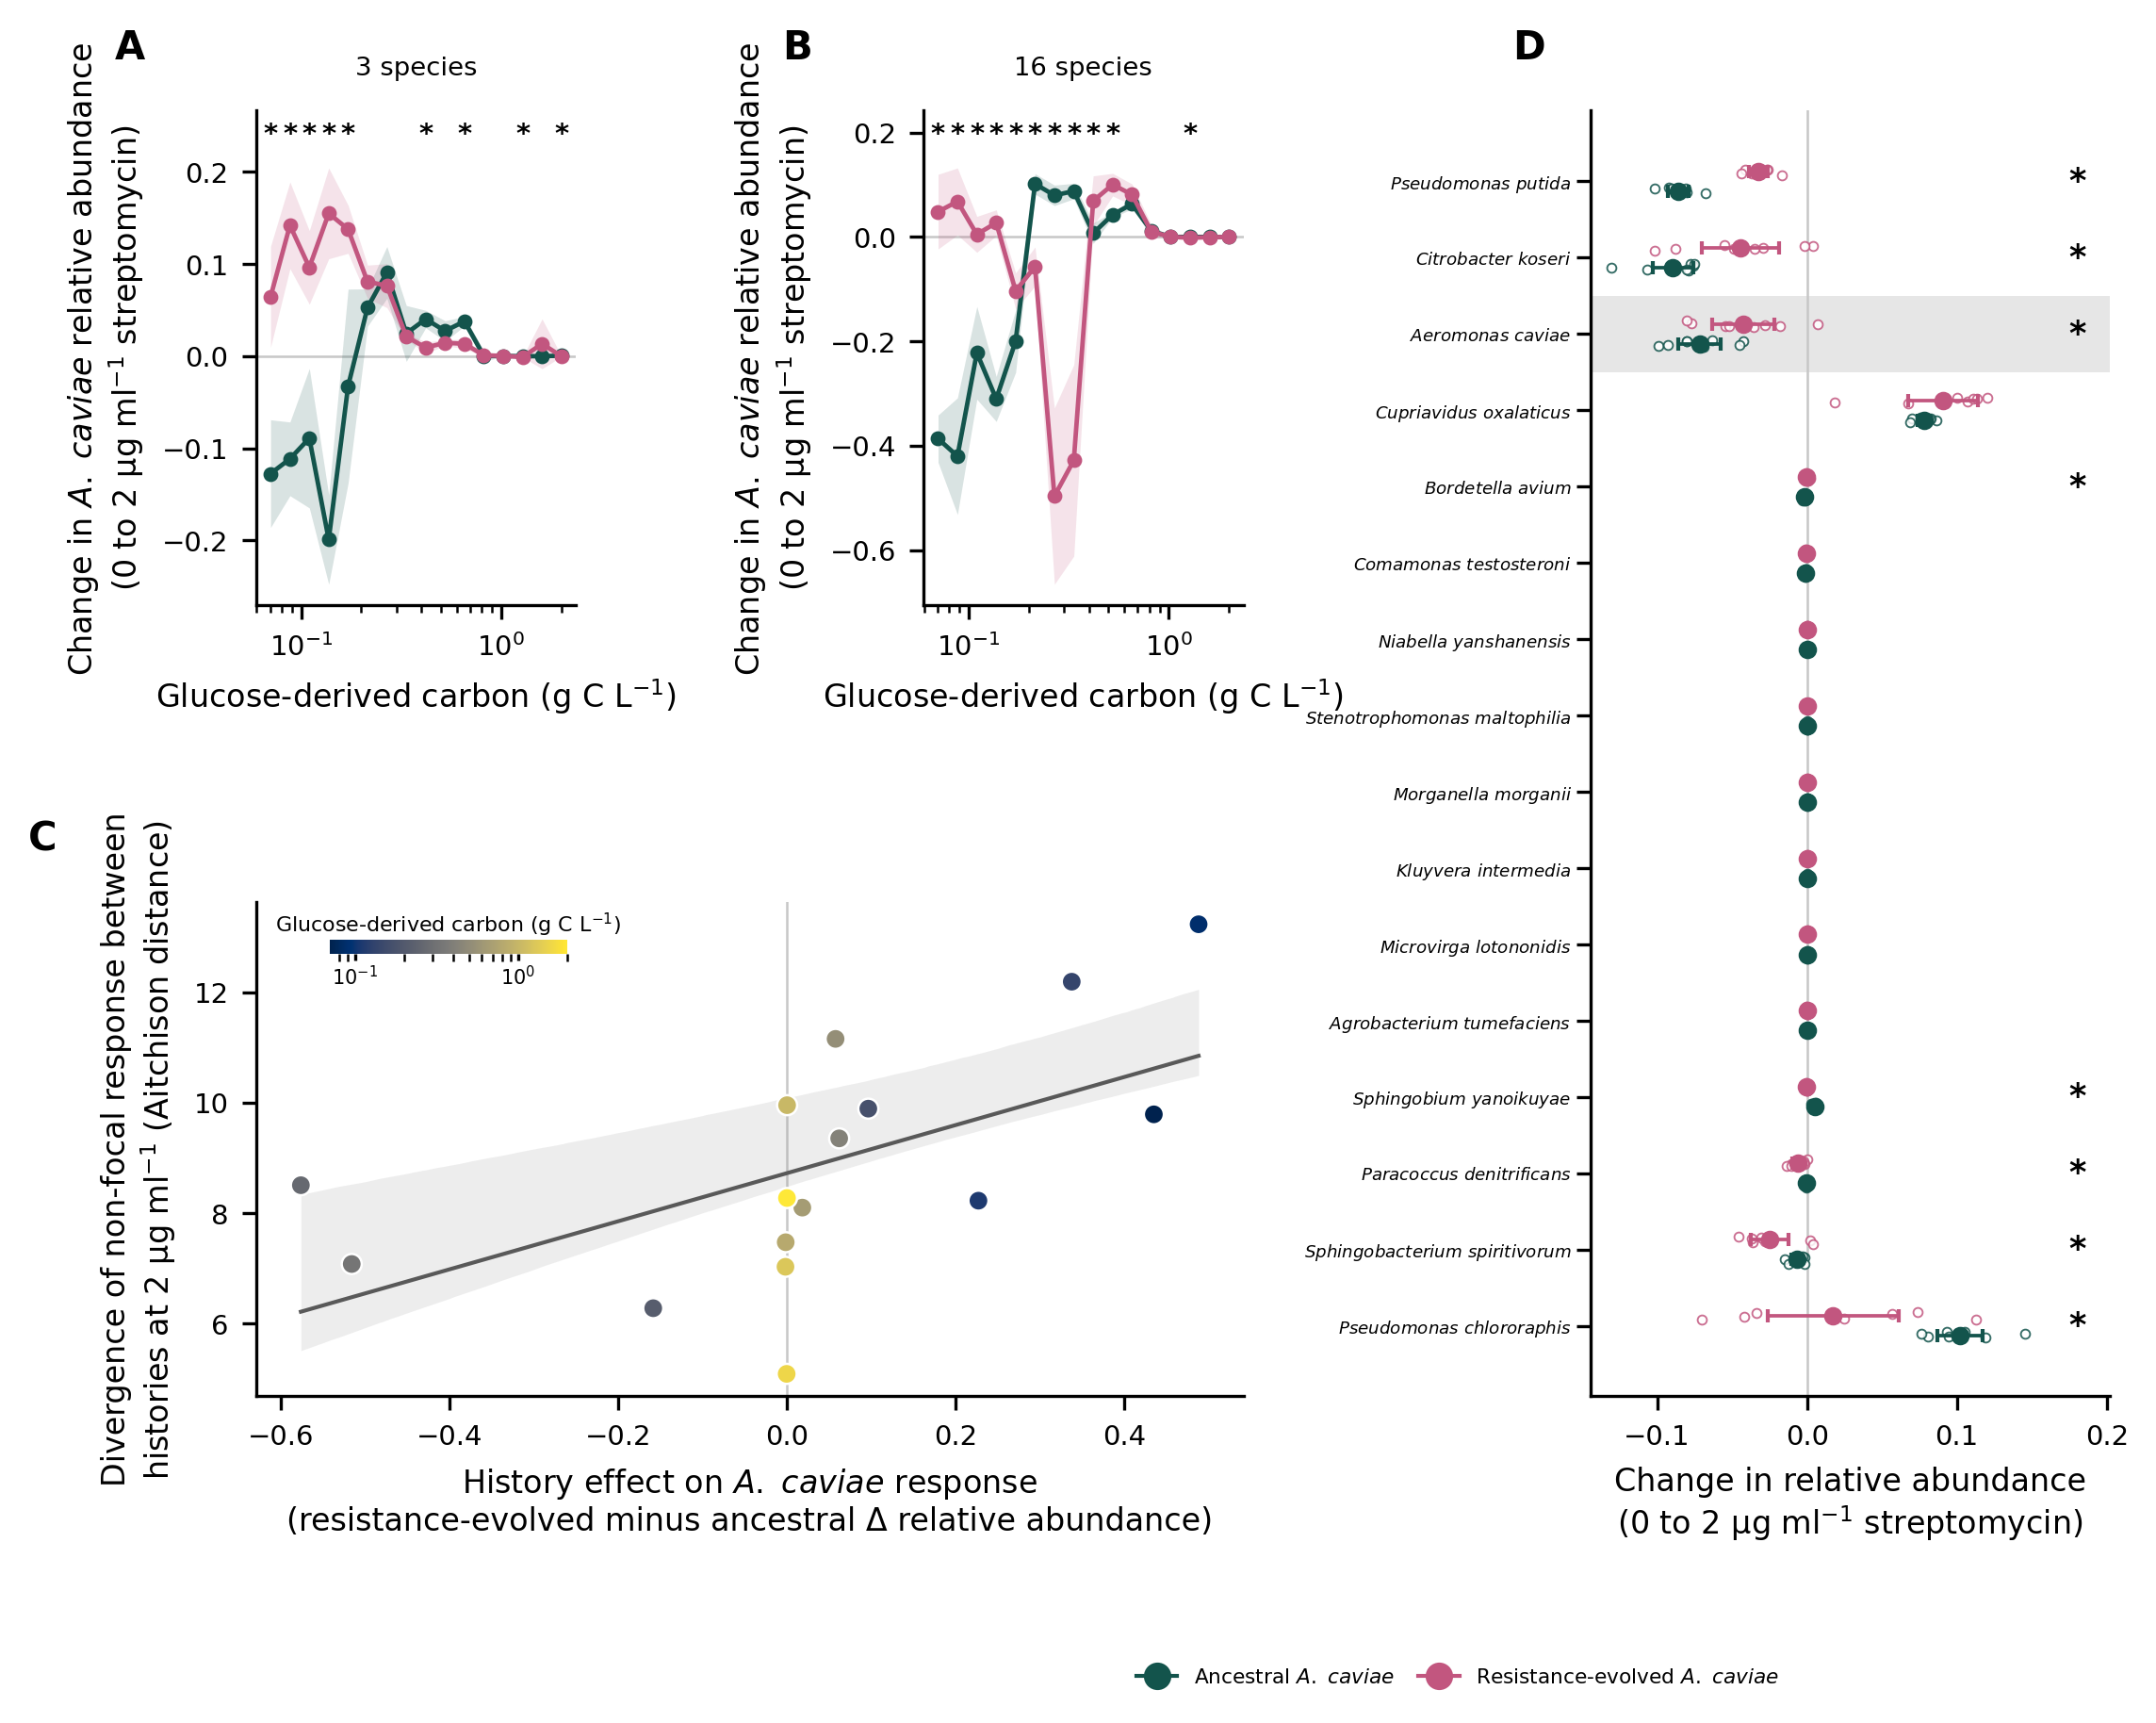 A
3 species
Change in A. caviae relative abundance
(0 to 2 µg ml⁻¹ streptomycin)
* * * * * * * * *
0.2
0.1
0.0
−0.1
−0.2
10⁻¹ 10⁰
Glucose-derived carbon (g C L⁻¹)
B
16 species
Change in A. caviae relative abundance
(0 to 2 µg ml⁻¹ streptomycin)
* * * * * * * * * * *
0.2
0.0
−0.2
−0.4
−0.6
10⁻¹ 10⁰
Glucose-derived carbon (g C L⁻¹)
C
Divergence of non-focal response between
histories at 2 µg ml⁻¹ (Aitchison distance)
Glucose-derived carbon (g C L⁻¹)
10⁻¹ 10⁰
12
10
8
6
−0.6 −0.4 −0.2 0.0 0.2 0.4
History effect on A. caviae response
(resistance-evolved minus ancestral Δ relative abundance)
D
Pseudomonas putida *
Citrobacter koseri *
Aeromonas caviae *
Cupriavidus oxalaticus
Bordetella avium *
Comamonas testosteroni
Niabella yanshanensis
Stenotrophomonas maltophilia
Morganella morganii
Kluyvera intermedia
Microvirga lotononidis
Agrobacterium tumefaciens
Sphingobium yanoikuyae *
Paracoccus denitrificans *
Sphingobacterium spiritivorum *
Pseudomonas chlororaphis *
−0.1 0.0 0.1 0.2
Change in relative abundance
(0 to 2 µg ml⁻¹ streptomycin)
Ancestral A. caviae Resistance-evolved A. caviae